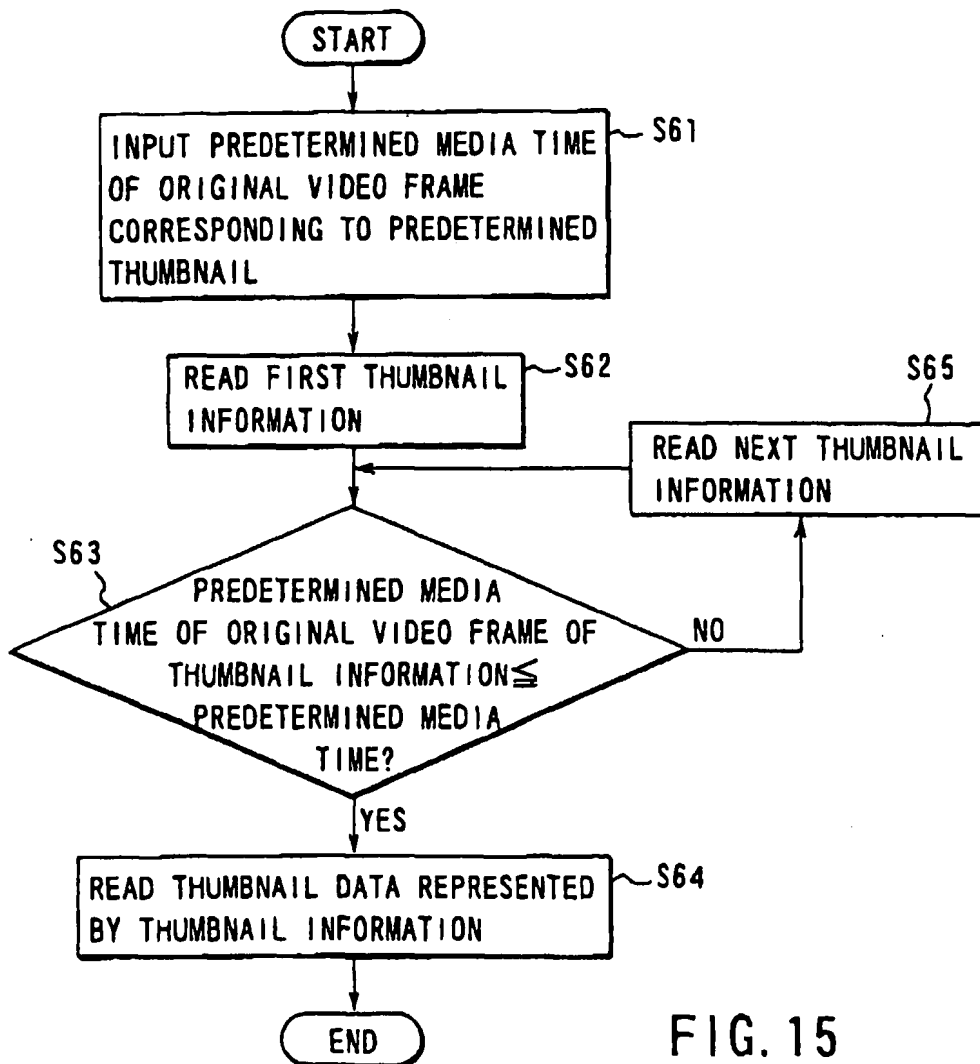 START
S61
INPUT PREDETERMINED MEDIA TIME
OF ORIGINAL VIDEO FRAME
CORRESPONDING TO PREDETERMINED
THUMBNAIL
S62
READ FIRST THUMBNAIL
INFORMATION
S65
READ NEXT THUMBNAIL
INFORMATION
S63
PREDETERMINED MEDIA
TIME OF ORIGINAL VIDEO FRAME OF
THUMBNAIL INFORMATION≦
PREDETERMINED MEDIA
TIME?
NO
YES
S64
READ THUMBNAIL DATA REPRESENTED
BY THUMBNAIL INFORMATION
END
FIG. 15